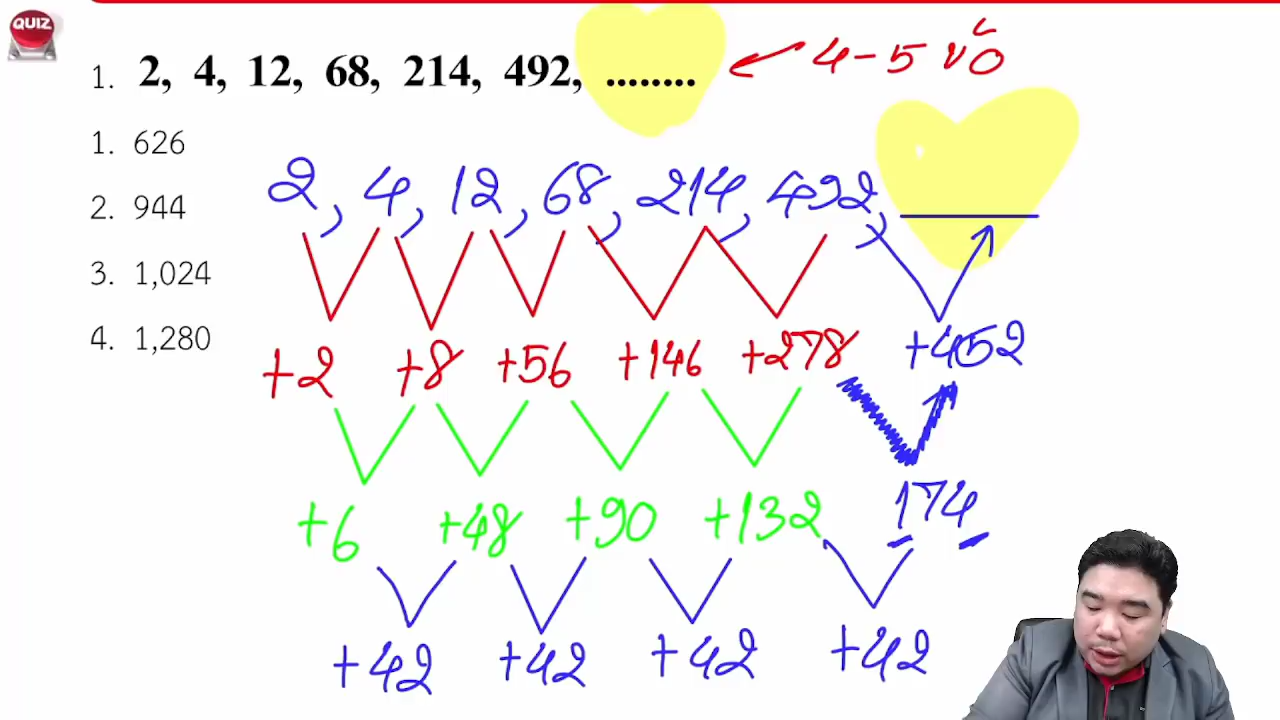 QUIZ
1. 2, 4, 12, 68, 214, 492, ........
4-5 ข้อ
1. 626
2. 944
3. 1,024
4. 1,280
2, 4, 12, 68, 214, 492,
+2 +8 +56 +146 +278 +452
+6 +48 +90 +132 174
+42 +42 +42 +42